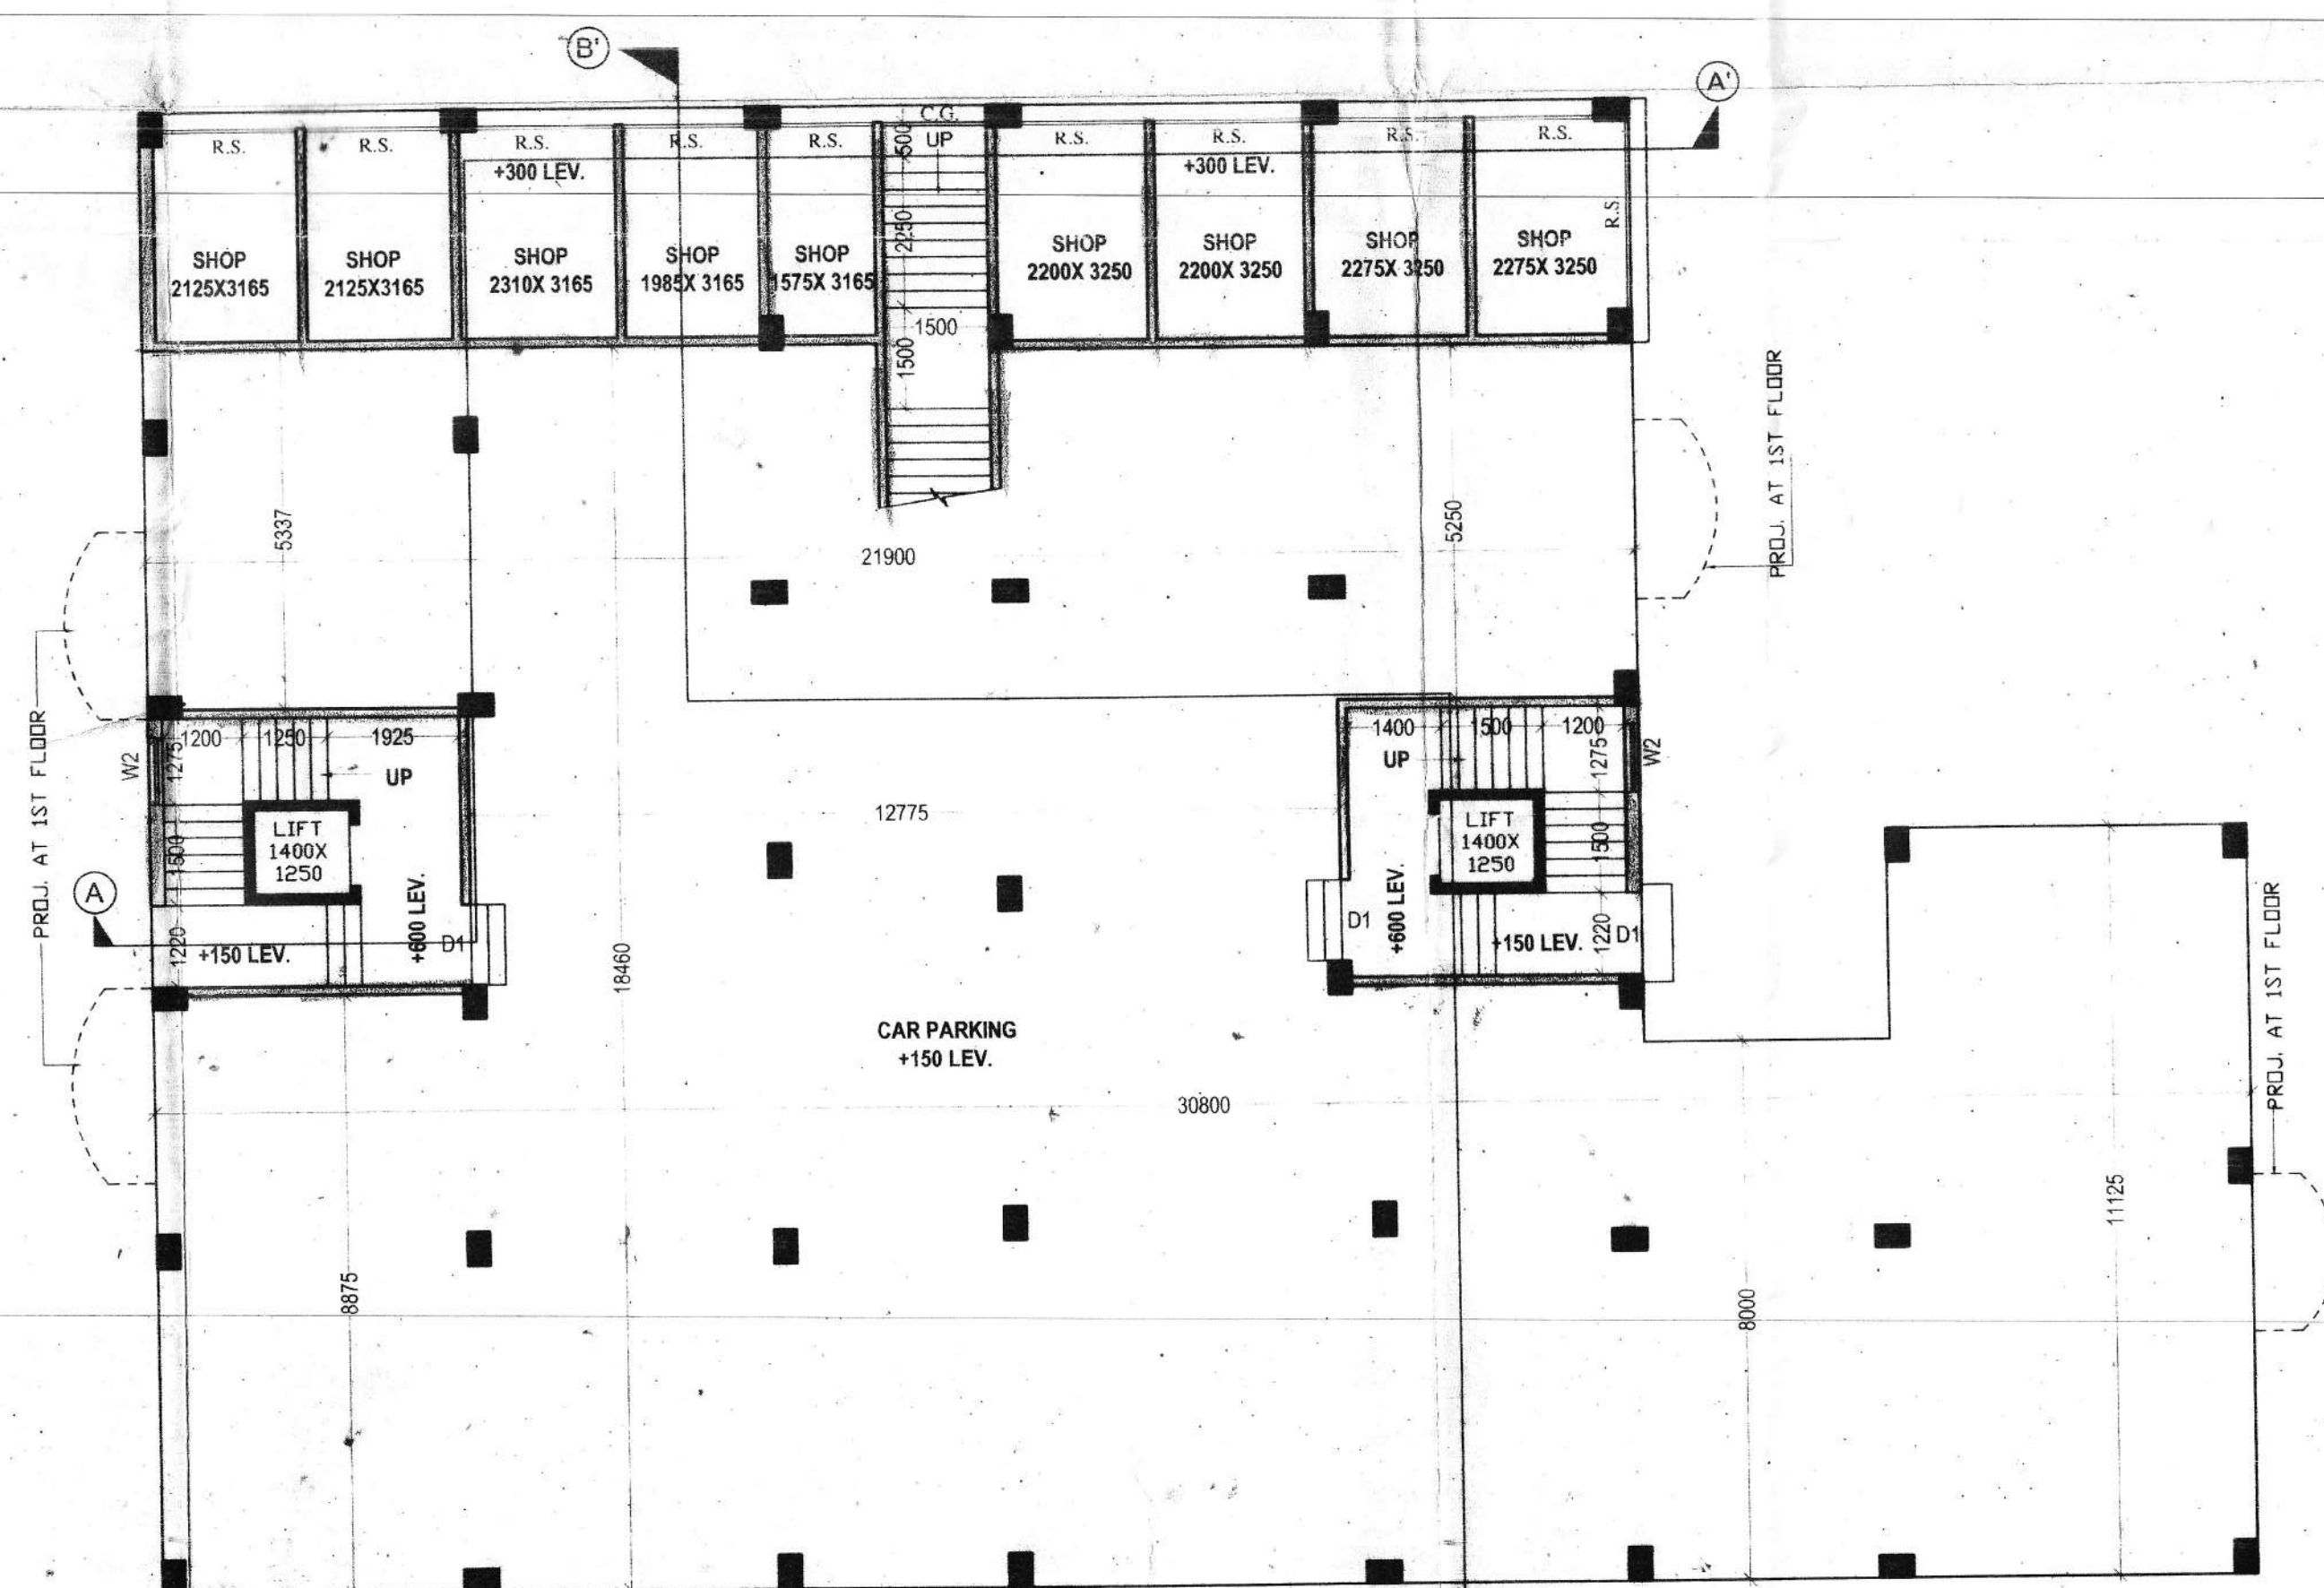 B'
A'
C.G.
UP
R.S.
R.S.
R.S.
R.S.
R.S.
R.S.
R.S.
R.S.
R.S.
+300 LEV.
+300 LEV.
500
R.S.
2250
SHOP
2125X3165
SHOP
2125X3165
SHOP
2310X 3165
SHOP
1985X 3165
SHOP
1575X 3165
SHOP
2200X 3250
SHOP
2200X 3250
SHOP
2275X 3250
SHOP
2275X 3250
1500
1500
PROJ. AT 1ST FLOOR
5337
21900
5250
PROJ. AT 1ST FLOOR
W2
1200
1250
1925
1275
UP
LIFT
1400X
1250
1500
A
1220
+150 LEV.
+600 LEV.
D1
12775
18460
1400
1500
1200
UP
1275
W2
LIFT
1400X
1250
1500
D1
+600 LEV.
+150 LEV.
1220
D1
PROJ. AT 1ST FLOOR
CAR PARKING
+150 LEV.
30800
11125
8875
8000